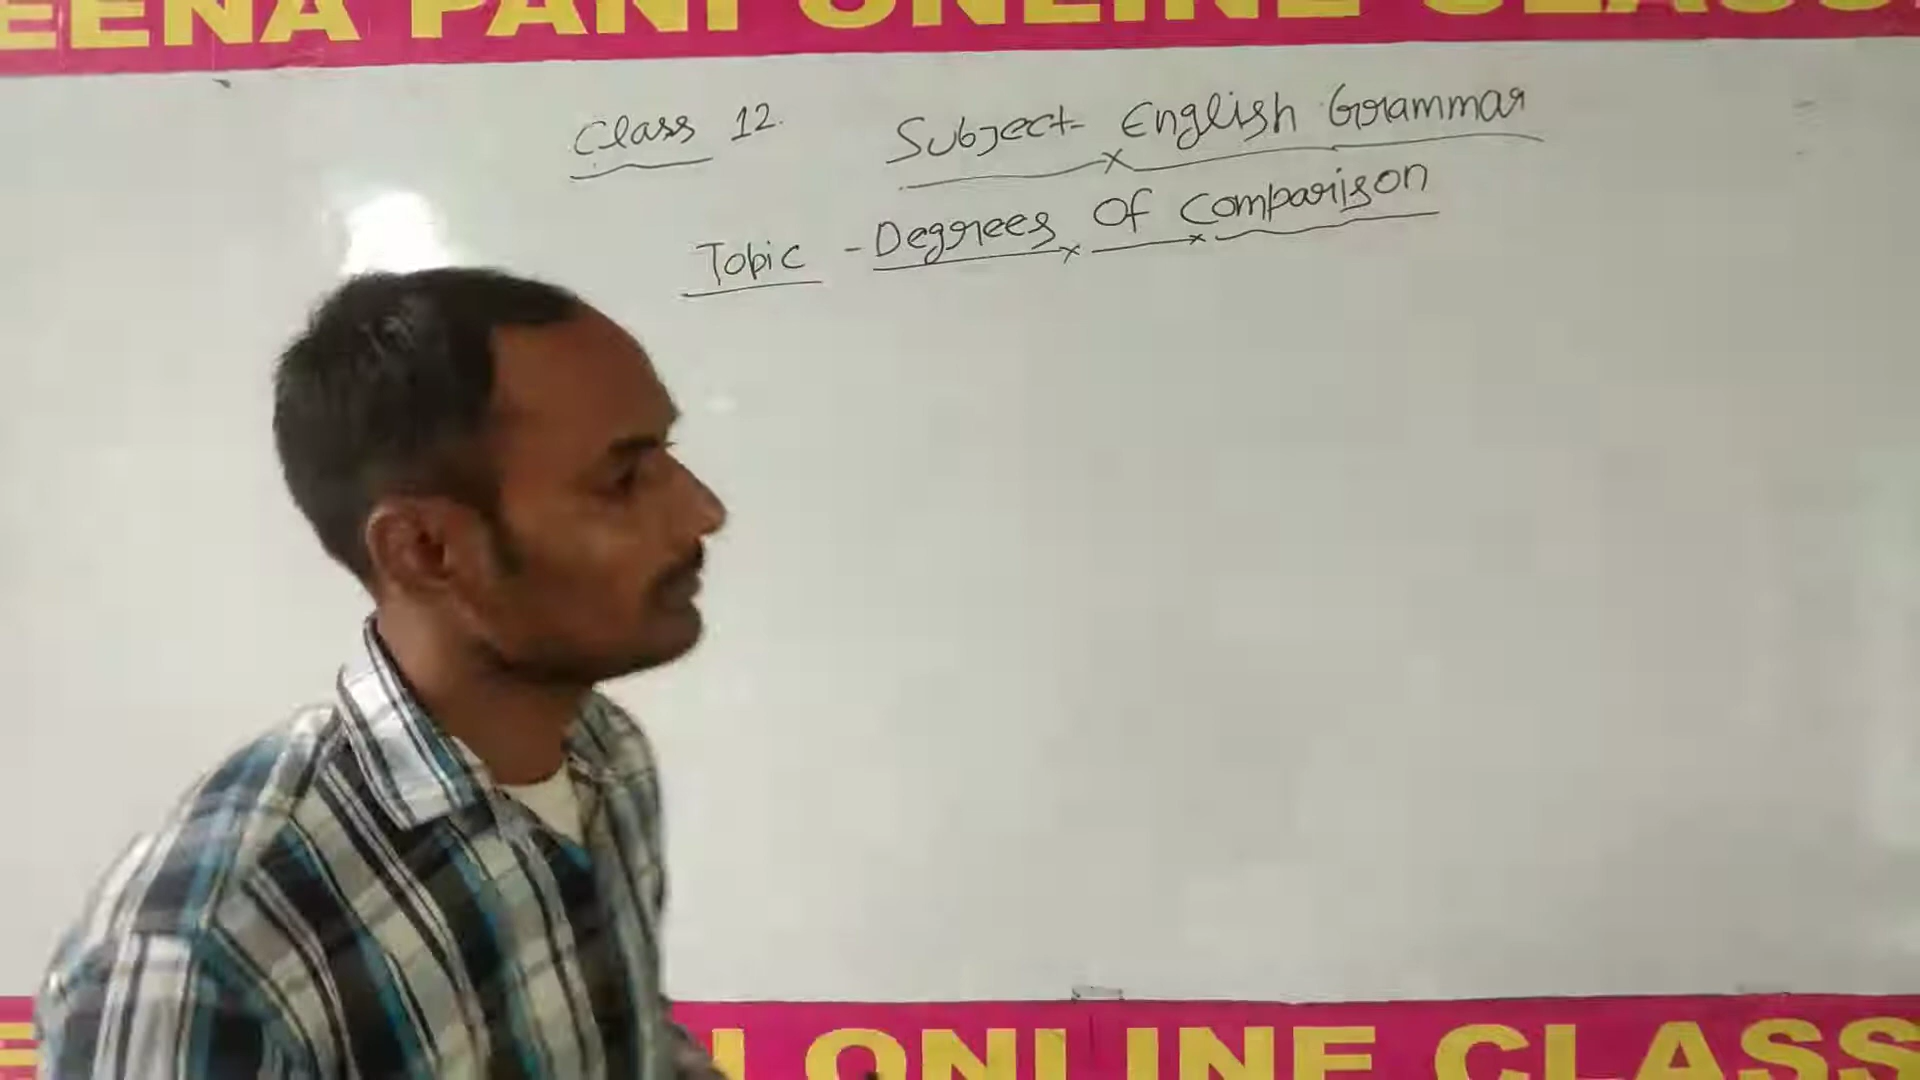 EENA PANI ONLINE CLASS
Class 12.
Subject- English Grammar
Topic - Degrees Of Comparison
ONLINE CLASS